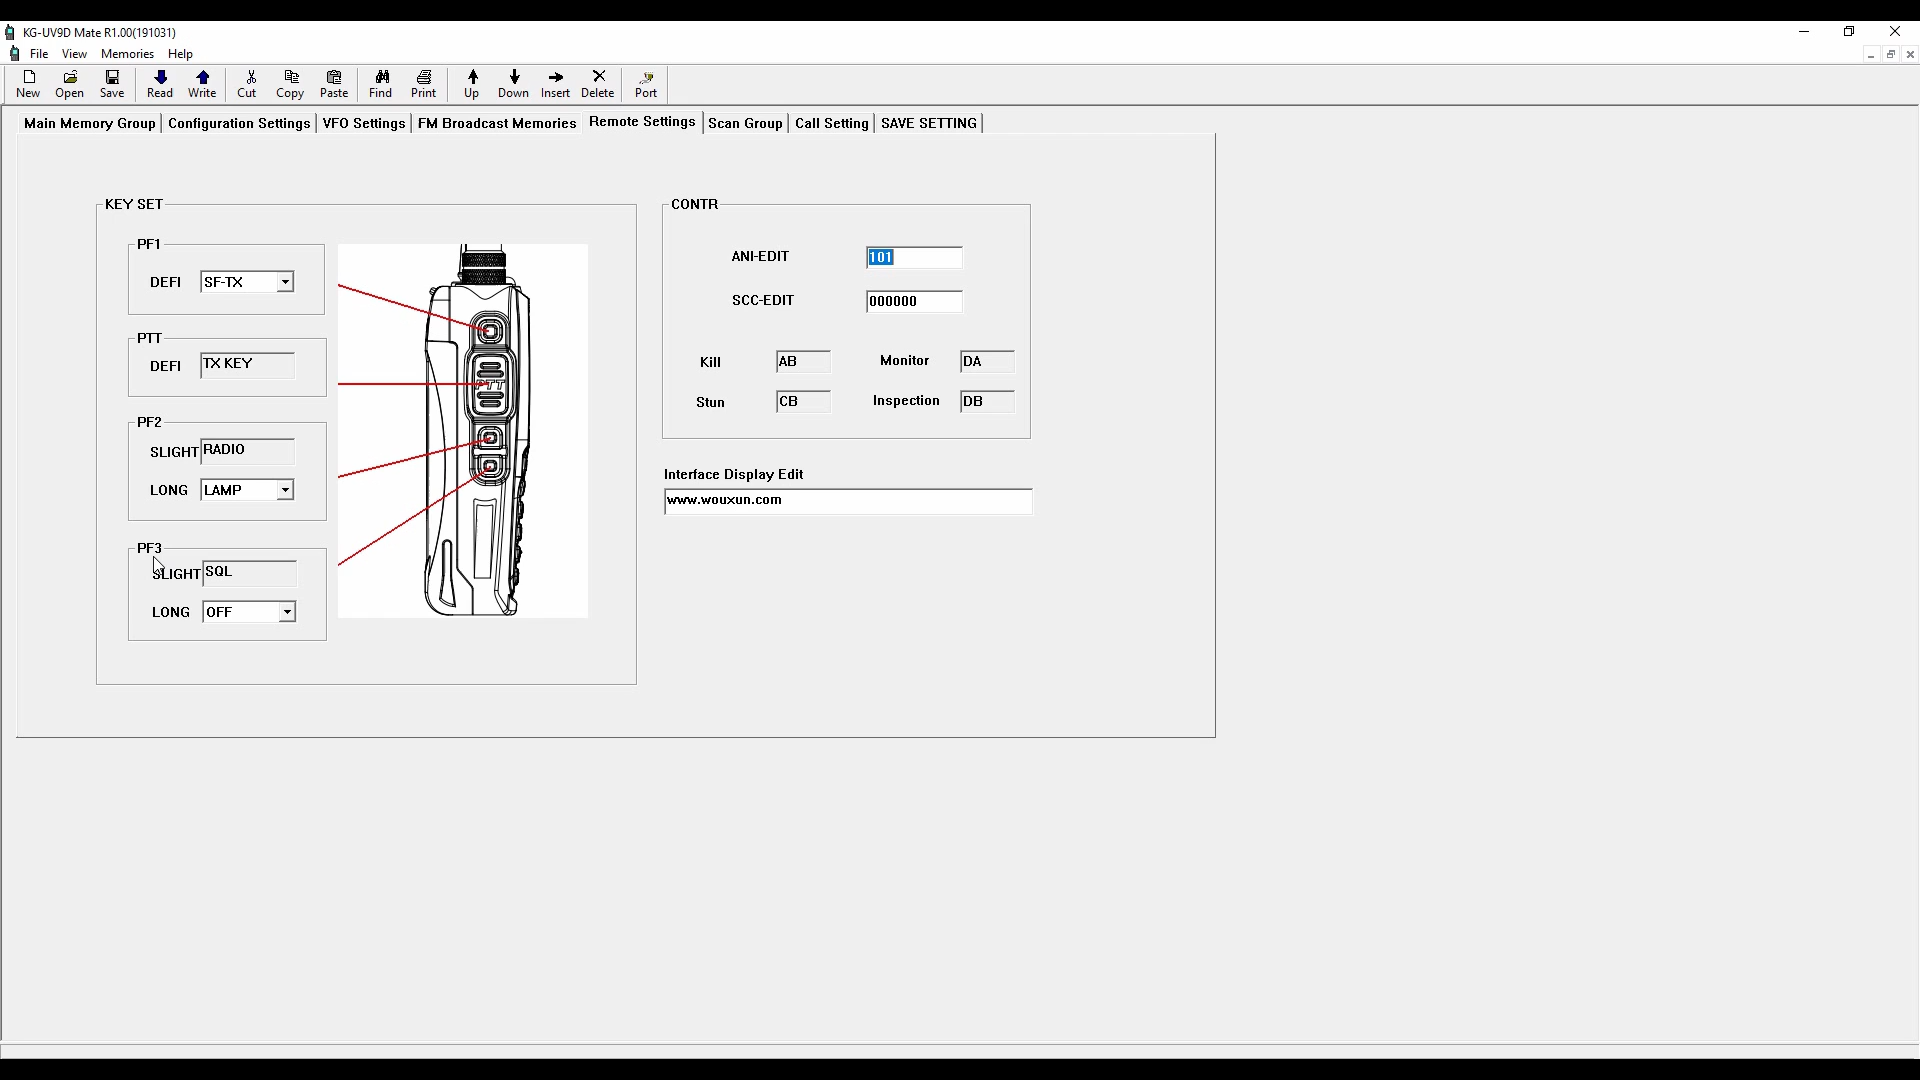 KG-UV9D Mate R1.00(191031)
File View Memories Help
New Open Save Read Write Cut Copy Paste Find Print Up Down Insert Delete Port
Main Memory Group Configuration Settings VFO Settings FM Broadcast Memories Remote Settings Scan Group Call Setting SAVE SETTING
KEY SET
PF1
DEFI SF-TX
PTT
DEFI TX KEY
PF2
SLIGHT RADIO
LONG LAMP
PF3
SLIGHT SQL
LONG OFF
PTT
CONTR
ANI-EDIT 101
SCC-EDIT 000000
Kill AB Monitor DA
Stun CB Inspection DB
Interface Display Edit
www.wouxun.com